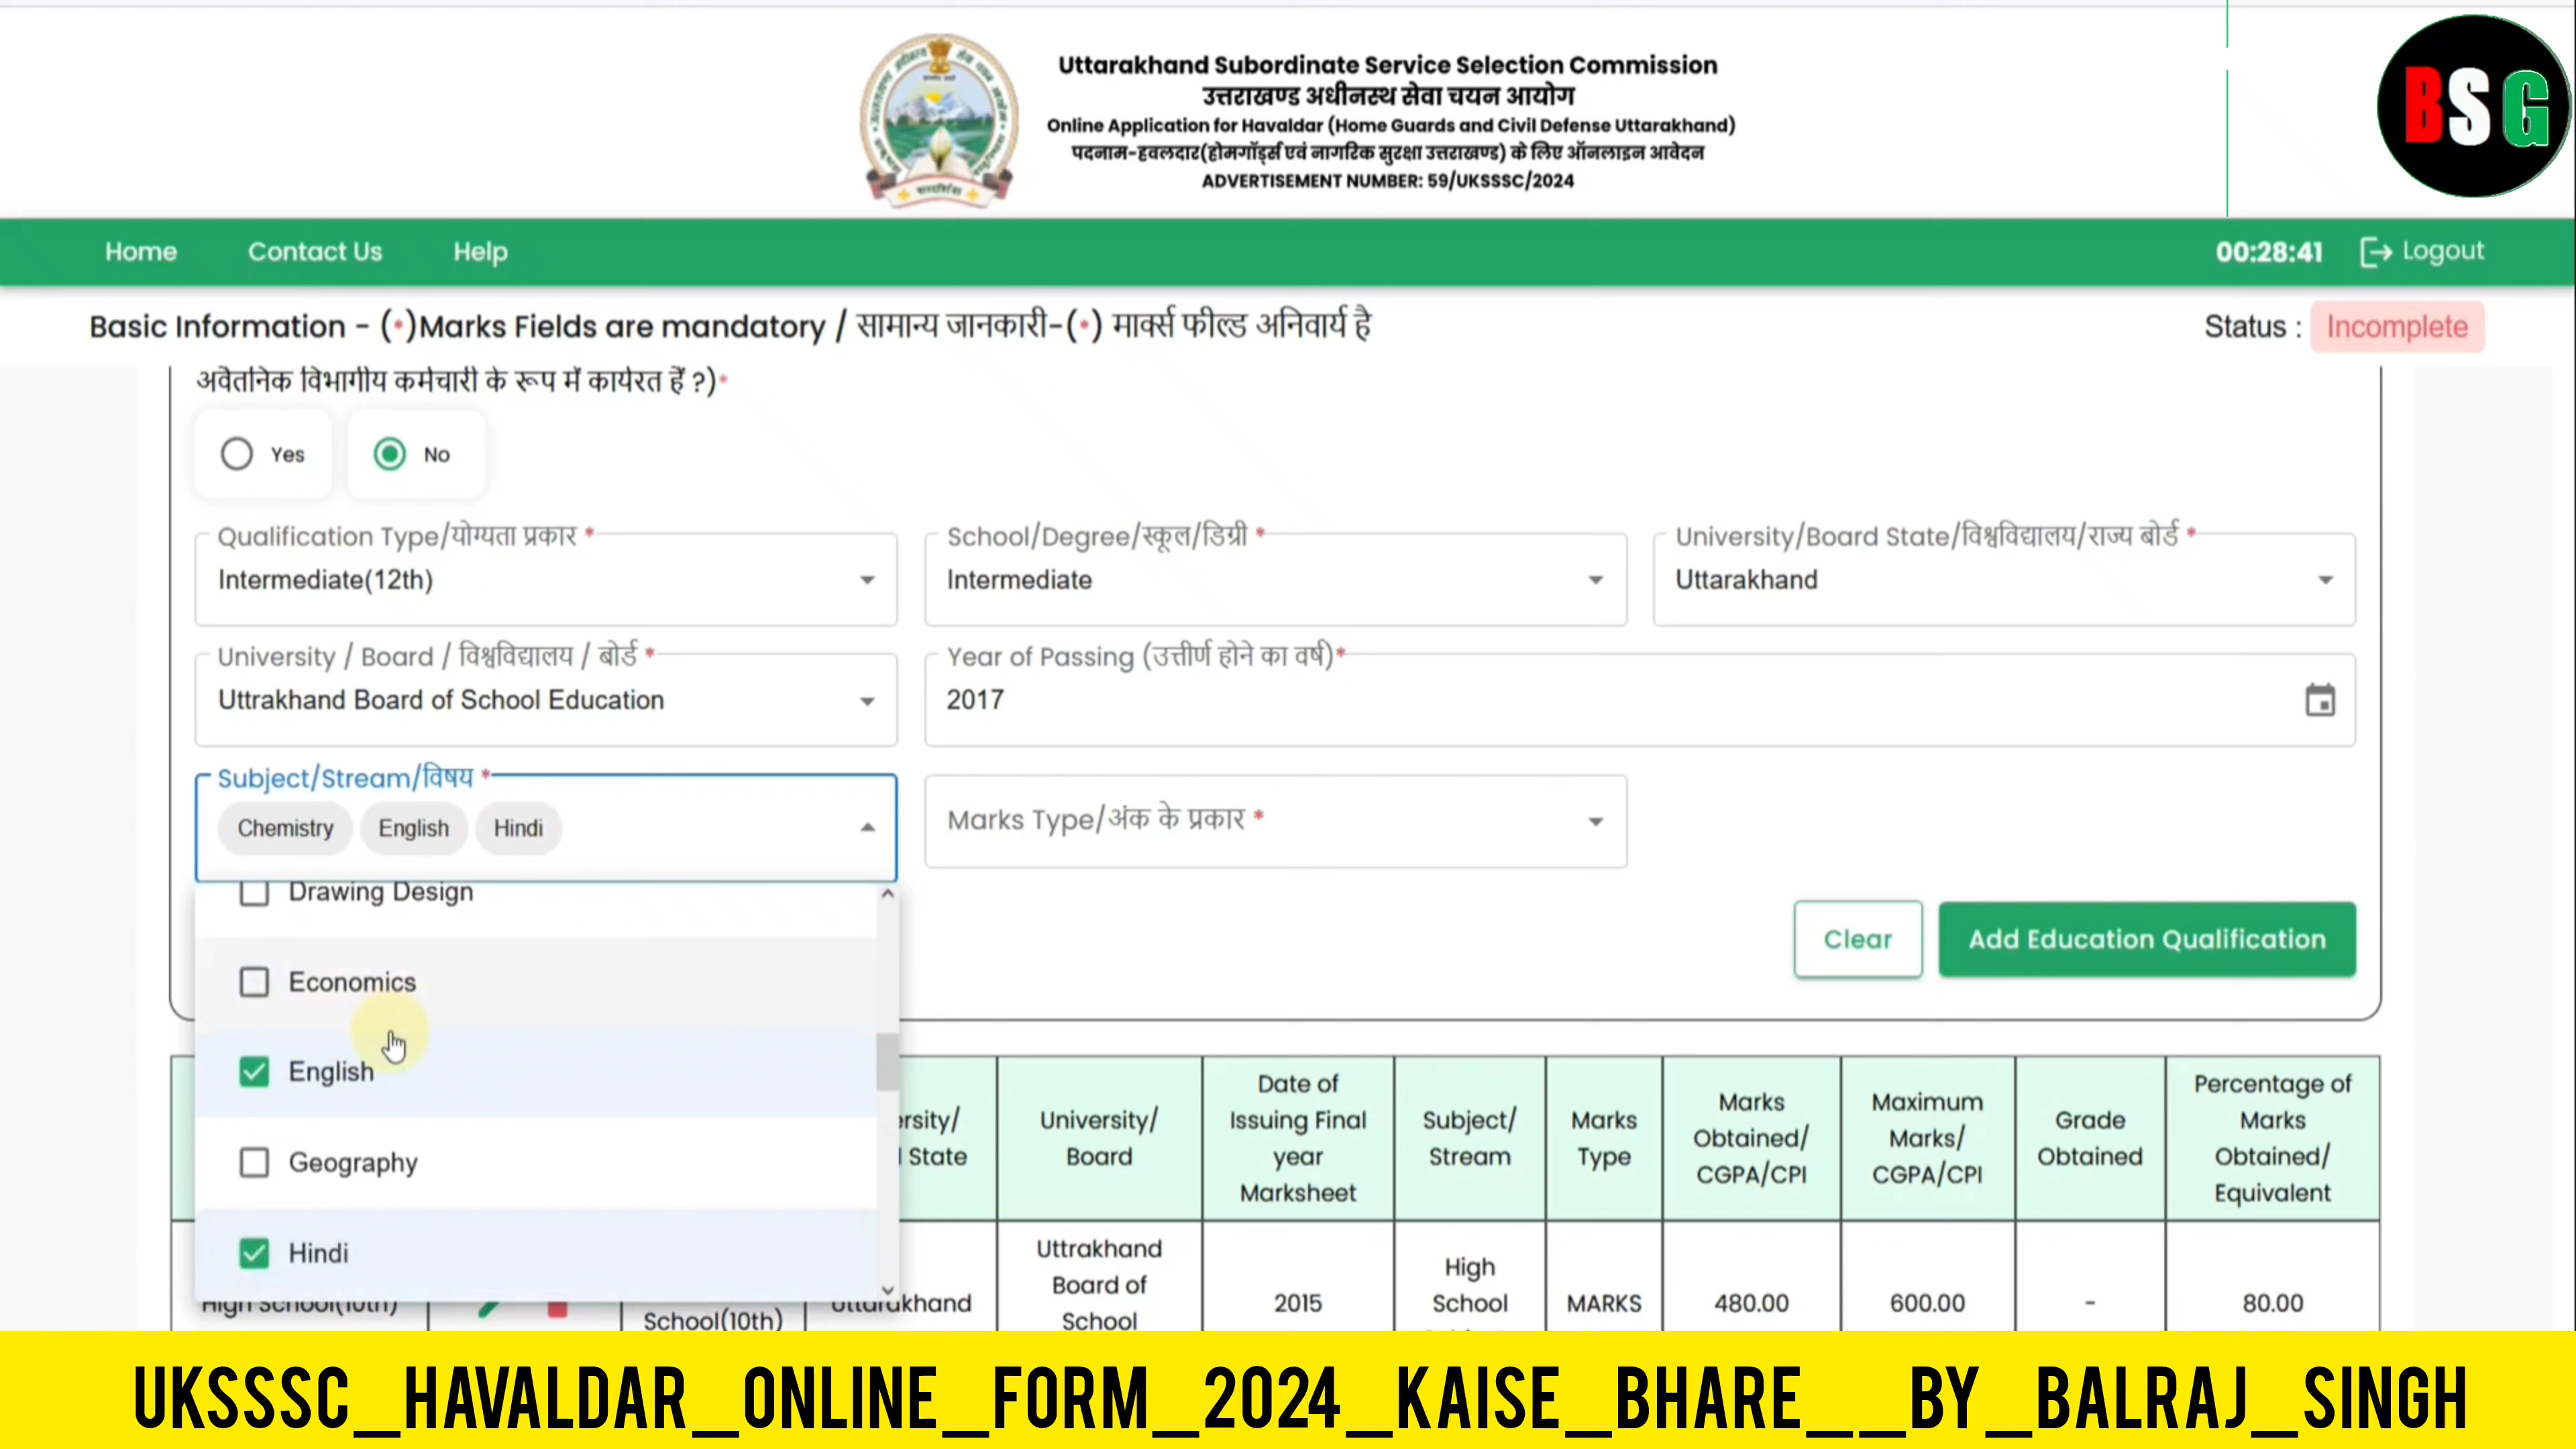 Uttarakhand Subordinate Service Selection Commission
उत्तराखण्ड अधीनस्थ सेवा चयन आयोग
Online Application for Havaldar (Home Guards and Civil Defense Uttarakhand)
पदनाम-हवलदार(होमगॉर्ड्स एवं नागरिक सुरक्षा उत्तराखण्ड) के लिए ऑनलाइन आवेदन
ADVERTISEMENT NUMBER: 59/UKSSSC/2024
BSG
Home Contact Us Help 00:28:41 Logout
Basic Information - (*)Marks Fields are mandatory / सामान्य जानकारी-(*) मार्क्स फील्ड अनिवार्य है Status : Incomplete
अवैतनिक विभागीय कर्मचारी के रूप में कार्यरत हैं ?)*
Yes No
Qualification Type/योग्यता प्रकार * School/Degree/स्कूल/डिग्री * University/Board State/विश्वविद्यालय/राज्य बोर्ड *
Intermediate(12th) Intermediate Uttarakhand
University / Board / विश्वविद्यालय / बोर्ड * Year of Passing (उत्तीर्ण होने का वर्ष)*
Uttrakhand Board of School Education 2017
Subject/Stream/विषय *
Chemistry English Hindi Marks Type/अंक के प्रकार *
Drawing Design
Economics
English
Geography
Hindi
Clear Add Education Qualification
State
University/
Board
Date of
Issuing Final
year
Marksheet
Subject/
Stream
Marks
Type
Marks
Obtained/
CGPA/CPI
Maximum
Marks/
CGPA/CPI
Grade
Obtained
Percentage of
Marks
Obtained/
Equivalent
High School(10th)
School(10th)
Uttarakhand
Uttrakhand
Board of
School
2015
High
School
MARKS
480.00
600.00
-
80.00
UKSSSC_HAVALDAR_ONLINE_FORM_2024_KAISE_BHARE__BY_BALRAJ_SINGH